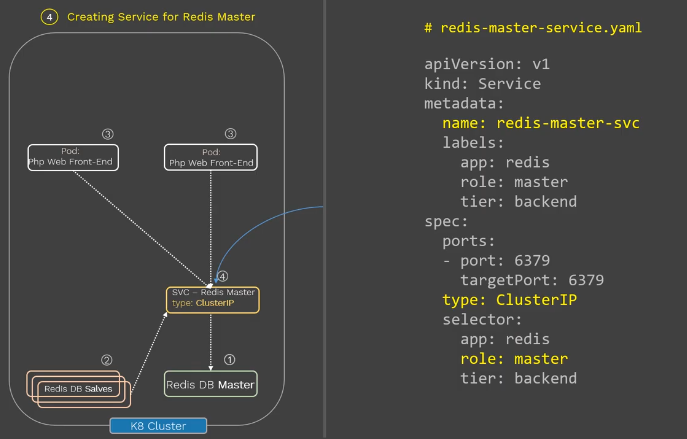 ④ Creating Service for Redis Master
③
③
Pod:
Php Web Front-End
Pod:
Php Web Front-End
④
SVC – Redis Master
type: ClusterIP
②
①
Redis DB Salves
Redis DB Master
K8 Cluster
# redis-master-service.yaml
apiVersion: v1
kind: Service
metadata:
  name: redis-master-svc
  labels:
    app: redis
    role: master
    tier: backend
spec:
  ports:
  - port: 6379
    targetPort: 6379
  type: ClusterIP
  selector:
    app: redis
    role: master
    tier: backend